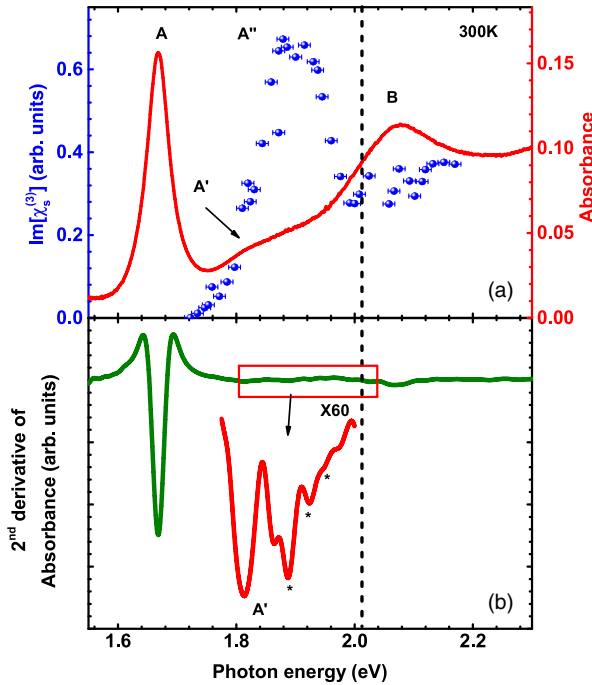 A
A''
300K
B
A'
(a)
0.6
0.4
0.2
0.0
Im[χs(3)] (arb. units)
0.15
0.10
0.05
0.00
Absorbance
X60
*
*
*
A'
(b)
2nd derivative of
Absorbance (arb. units)
1.6 1.8 2.0 2.2
Photon energy (eV)